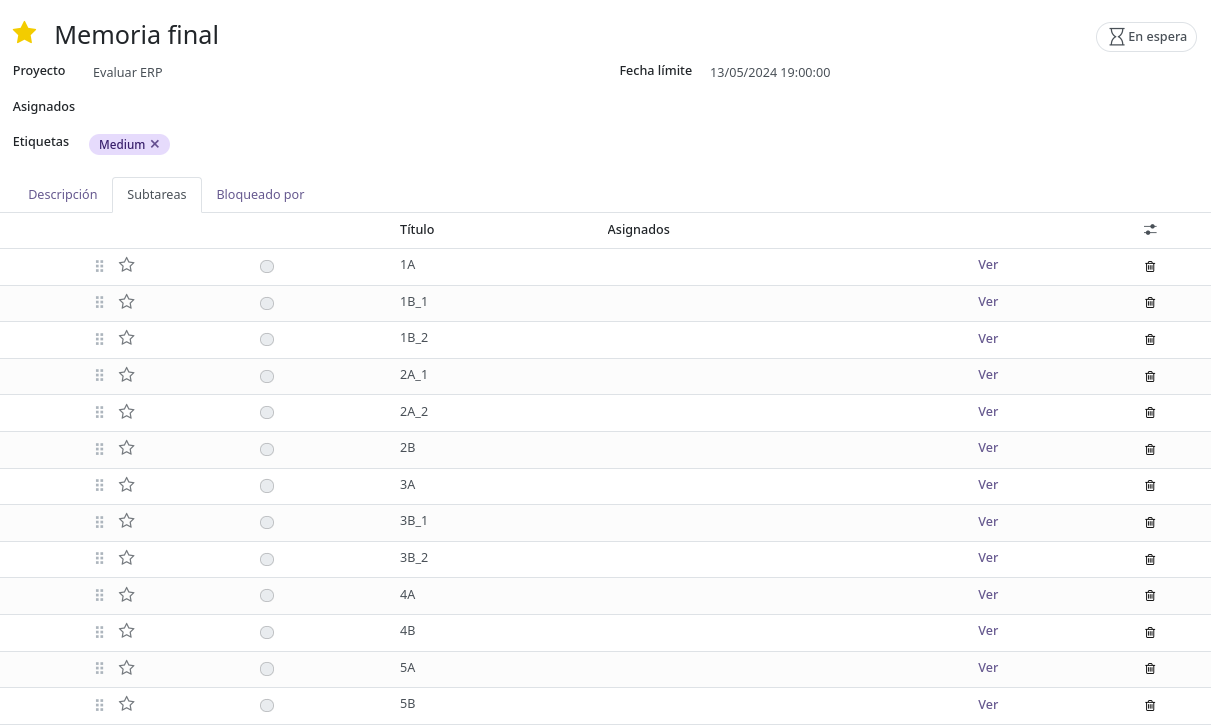 Memoria final
En espera
Proyecto Evaluar ERP
Fecha límite 13/05/2024 19:00:00
Asignados
Etiquetas Medium ×
Descripción Subtareas Bloqueado por
Título Asignados
1A Ver
1B_1 Ver
1B_2 Ver
2A_1 Ver
2A_2 Ver
2B Ver
3A Ver
3B_1 Ver
3B_2 Ver
4A Ver
4B Ver
5A Ver
5B Ver